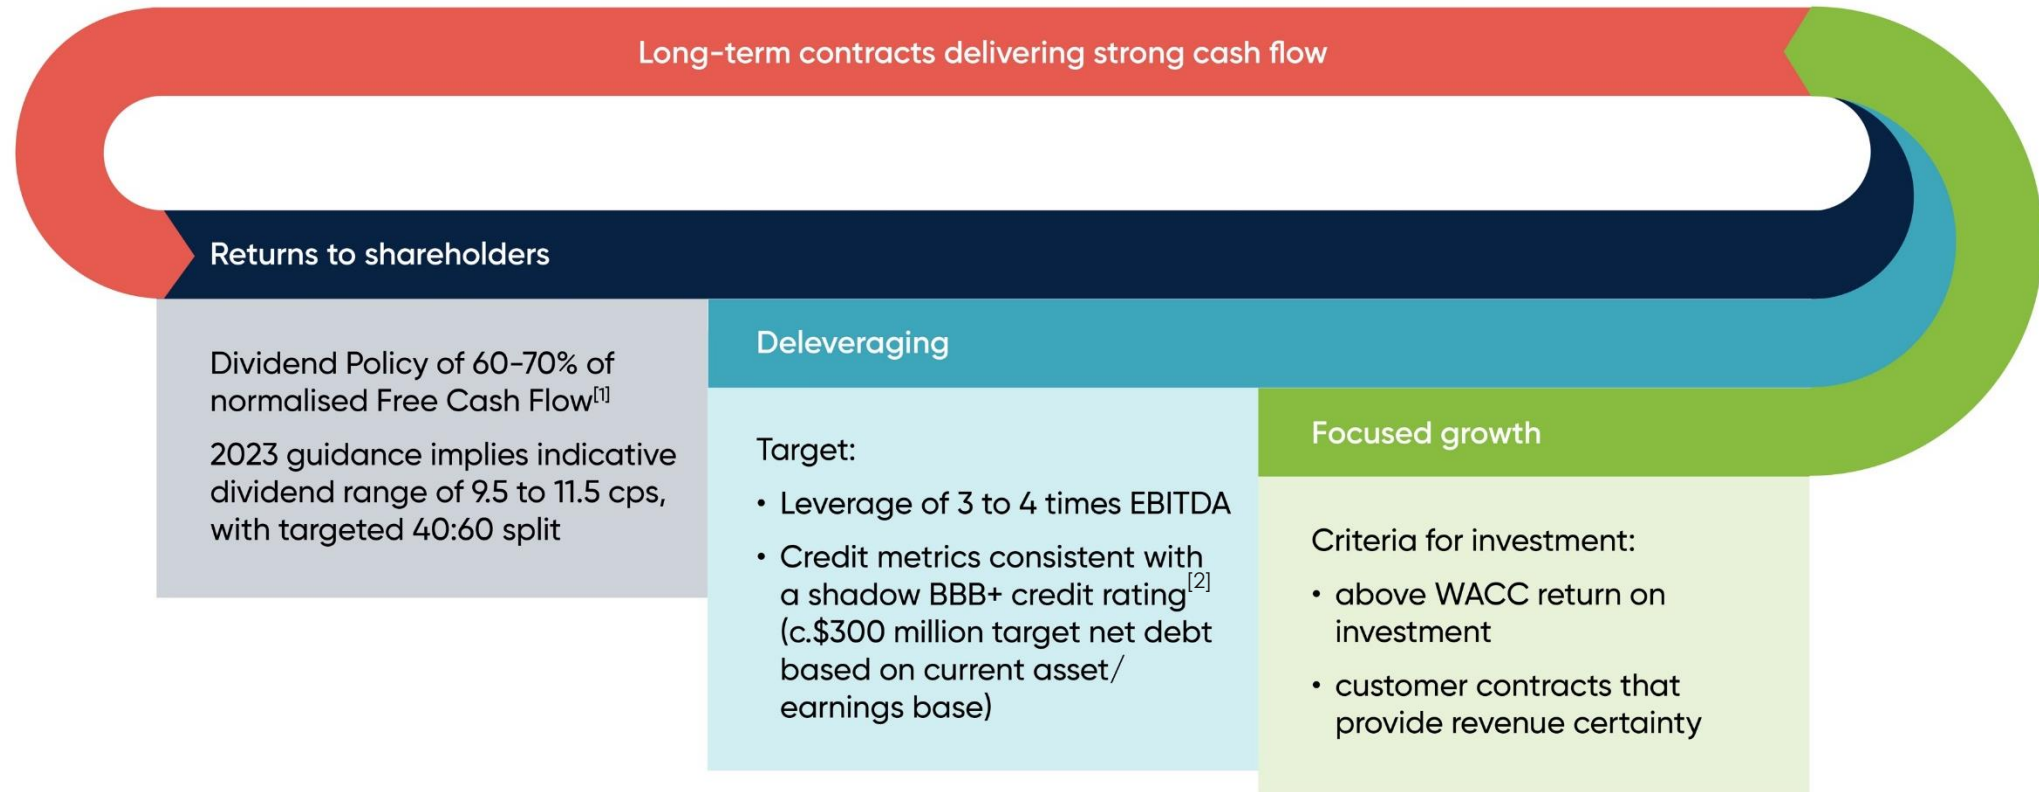 Long-term contracts delivering strong cash flow
Returns to shareholders
Dividend Policy of 60-70% of
normalised Free Cash Flow[1]
2023 guidance implies indicative
dividend range of 9.5 to 11.5 cps,
with targeted 40:60 split
Deleveraging
Target:
• Leverage of 3 to 4 times EBITDA
• Credit metrics consistent with
a shadow BBB+ credit rating[2]
(c.$300 million target net debt
based on current asset/
earnings base)
Focused growth
Criteria for investment:
• above WACC return on
investment
• customer contracts that
provide revenue certainty